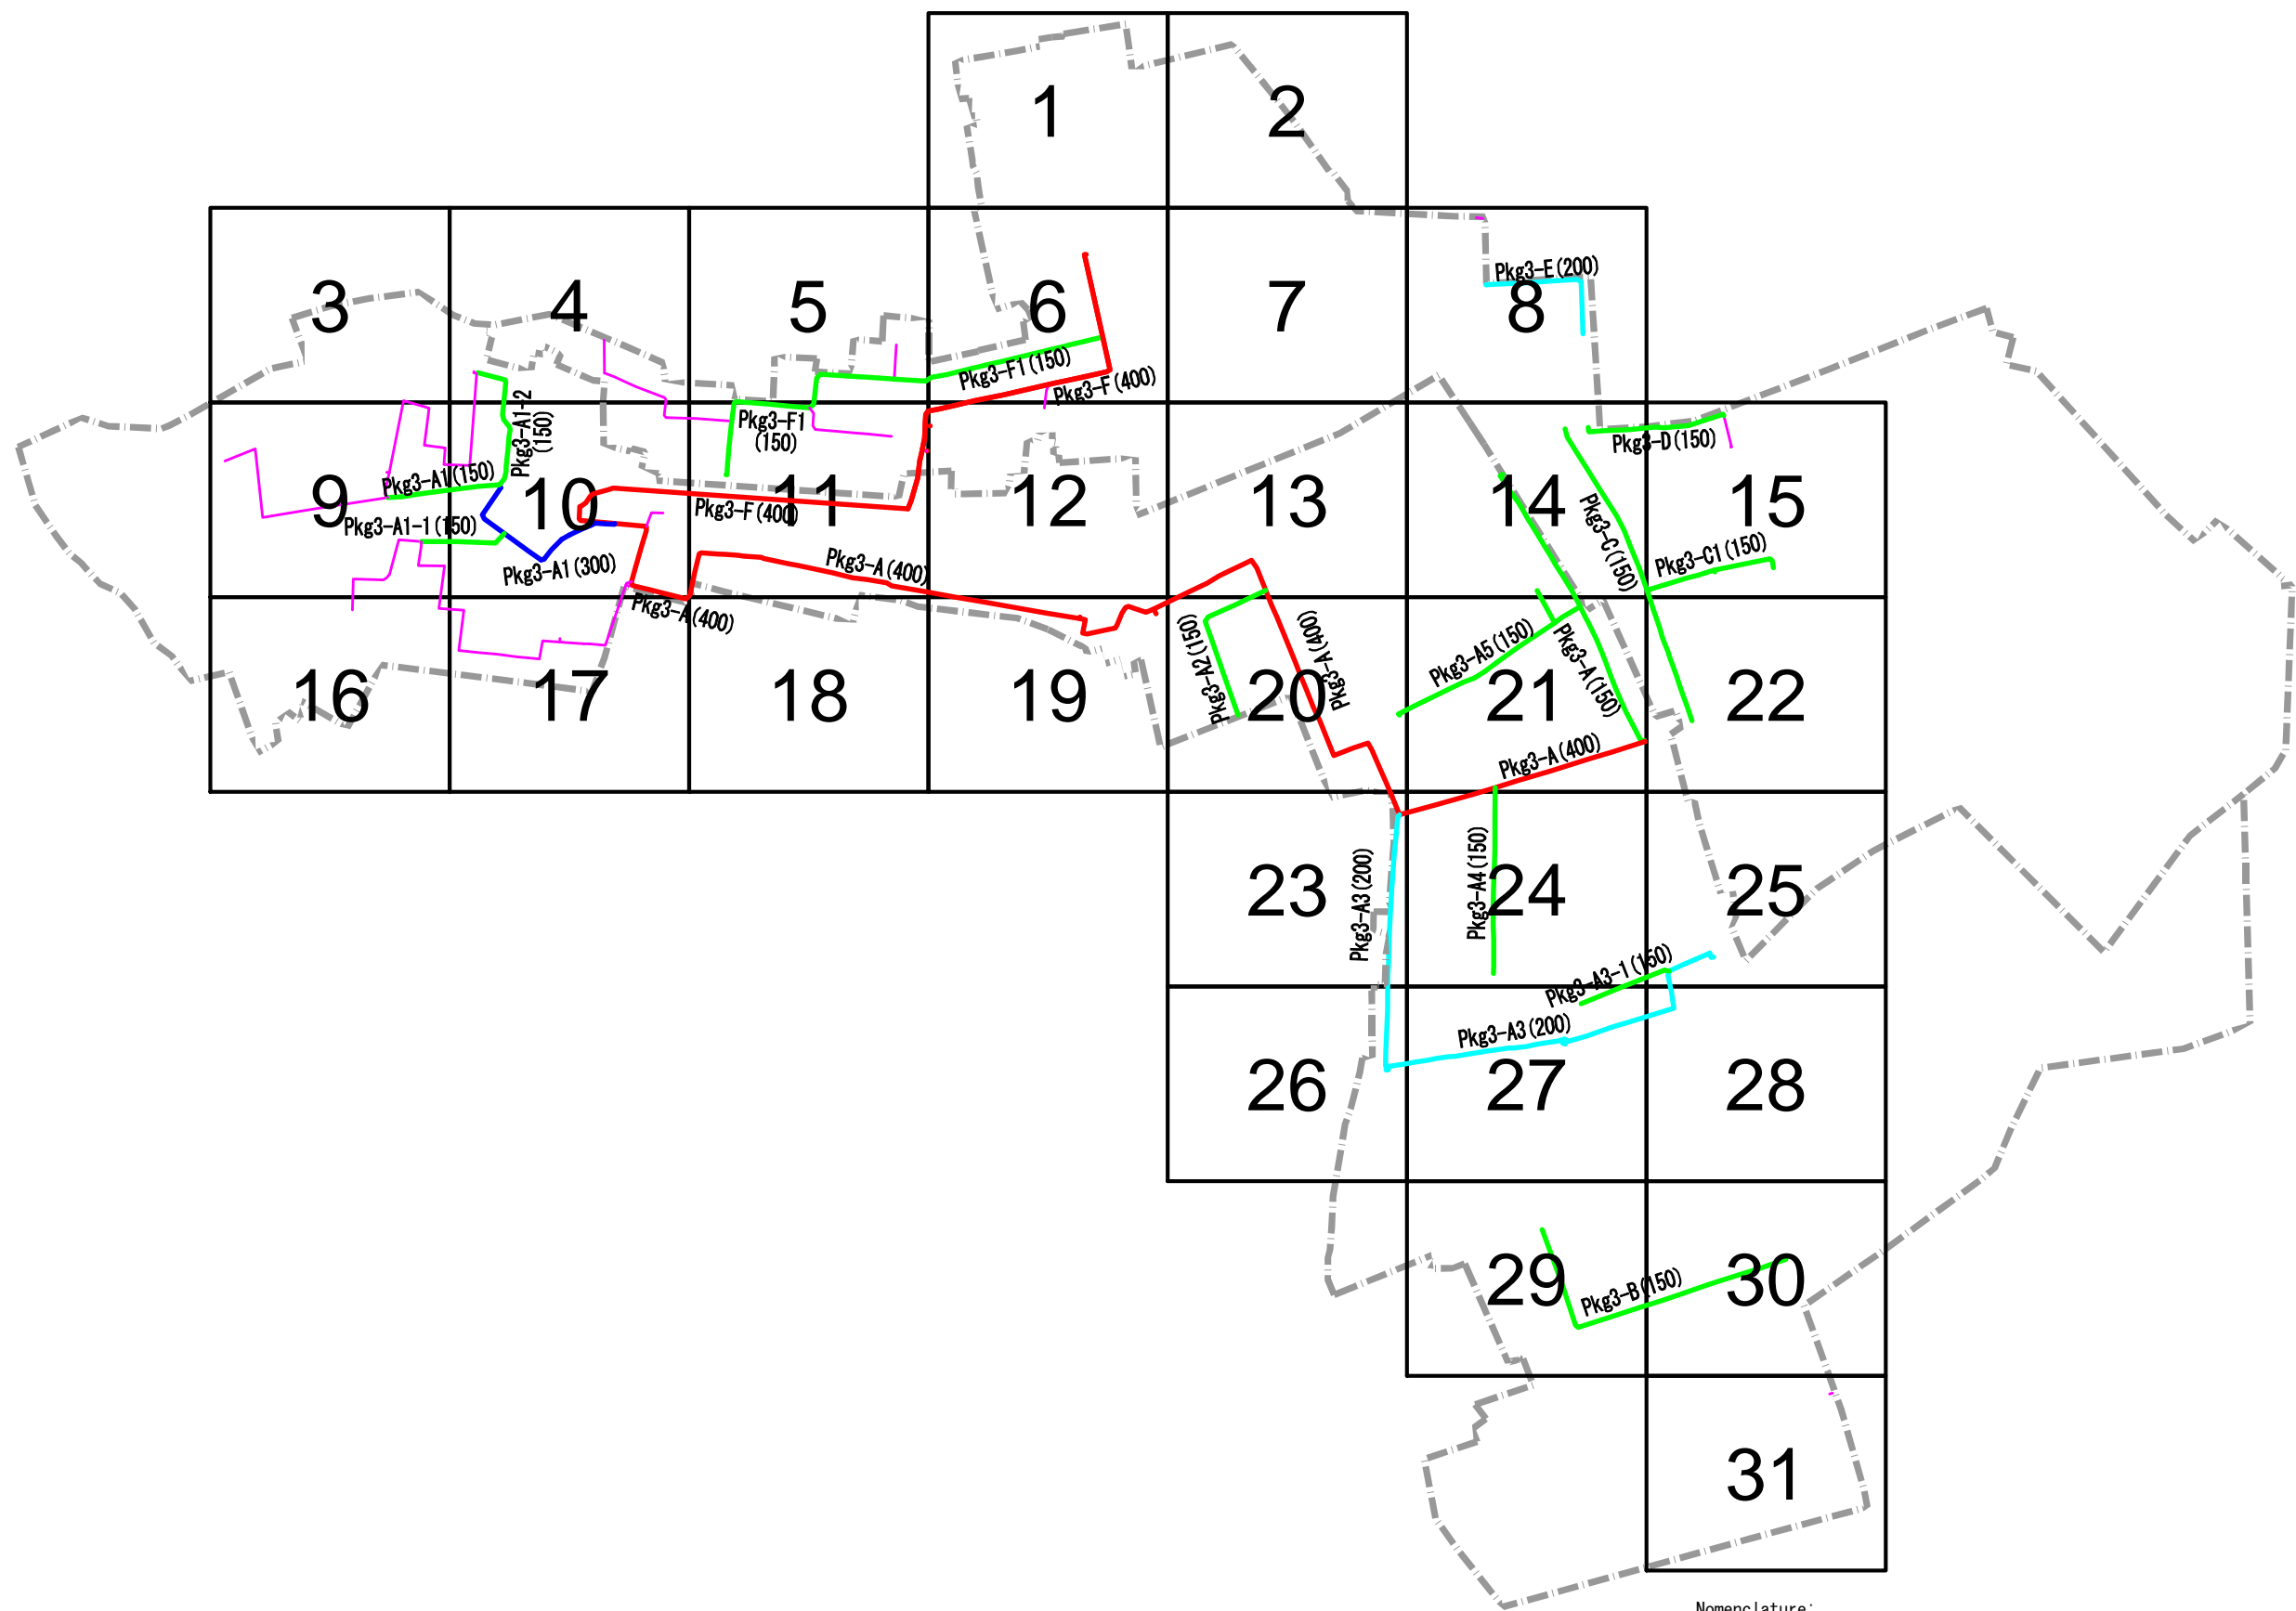 1
2
3
4
5
6
7
8
Pkg3-E(200)
Pkg3-F1(150)
Pkg3-F(400)
Pkg3-A1-2
(150)
Pkg3-F1
(150)
Pkg3-D(150)
9
10
11
12
13
14
15
Pkg3-A1(150)
Pkg3-A1-1(150)
Pkg3-A1(300)
Pkg3-F(400)
Pkg3-A(400)
Pkg3-C(150)
Pkg3-C1(150)
Pkg3-A(400)
Pkg3-A2(150)
Pkg3-A(400)
Pkg3-A5(150)
Pkg3-A(150)
16
17
18
19
20
21
22
Pkg3-A(400)
23
24
25
Pkg3-A3(200)
Pkg3-A4(150)
Pkg3-A3-1(150)
Pkg3-A3(200)
26
27
28
29
30
Pkg3-B(150)
31
Nomenclature: